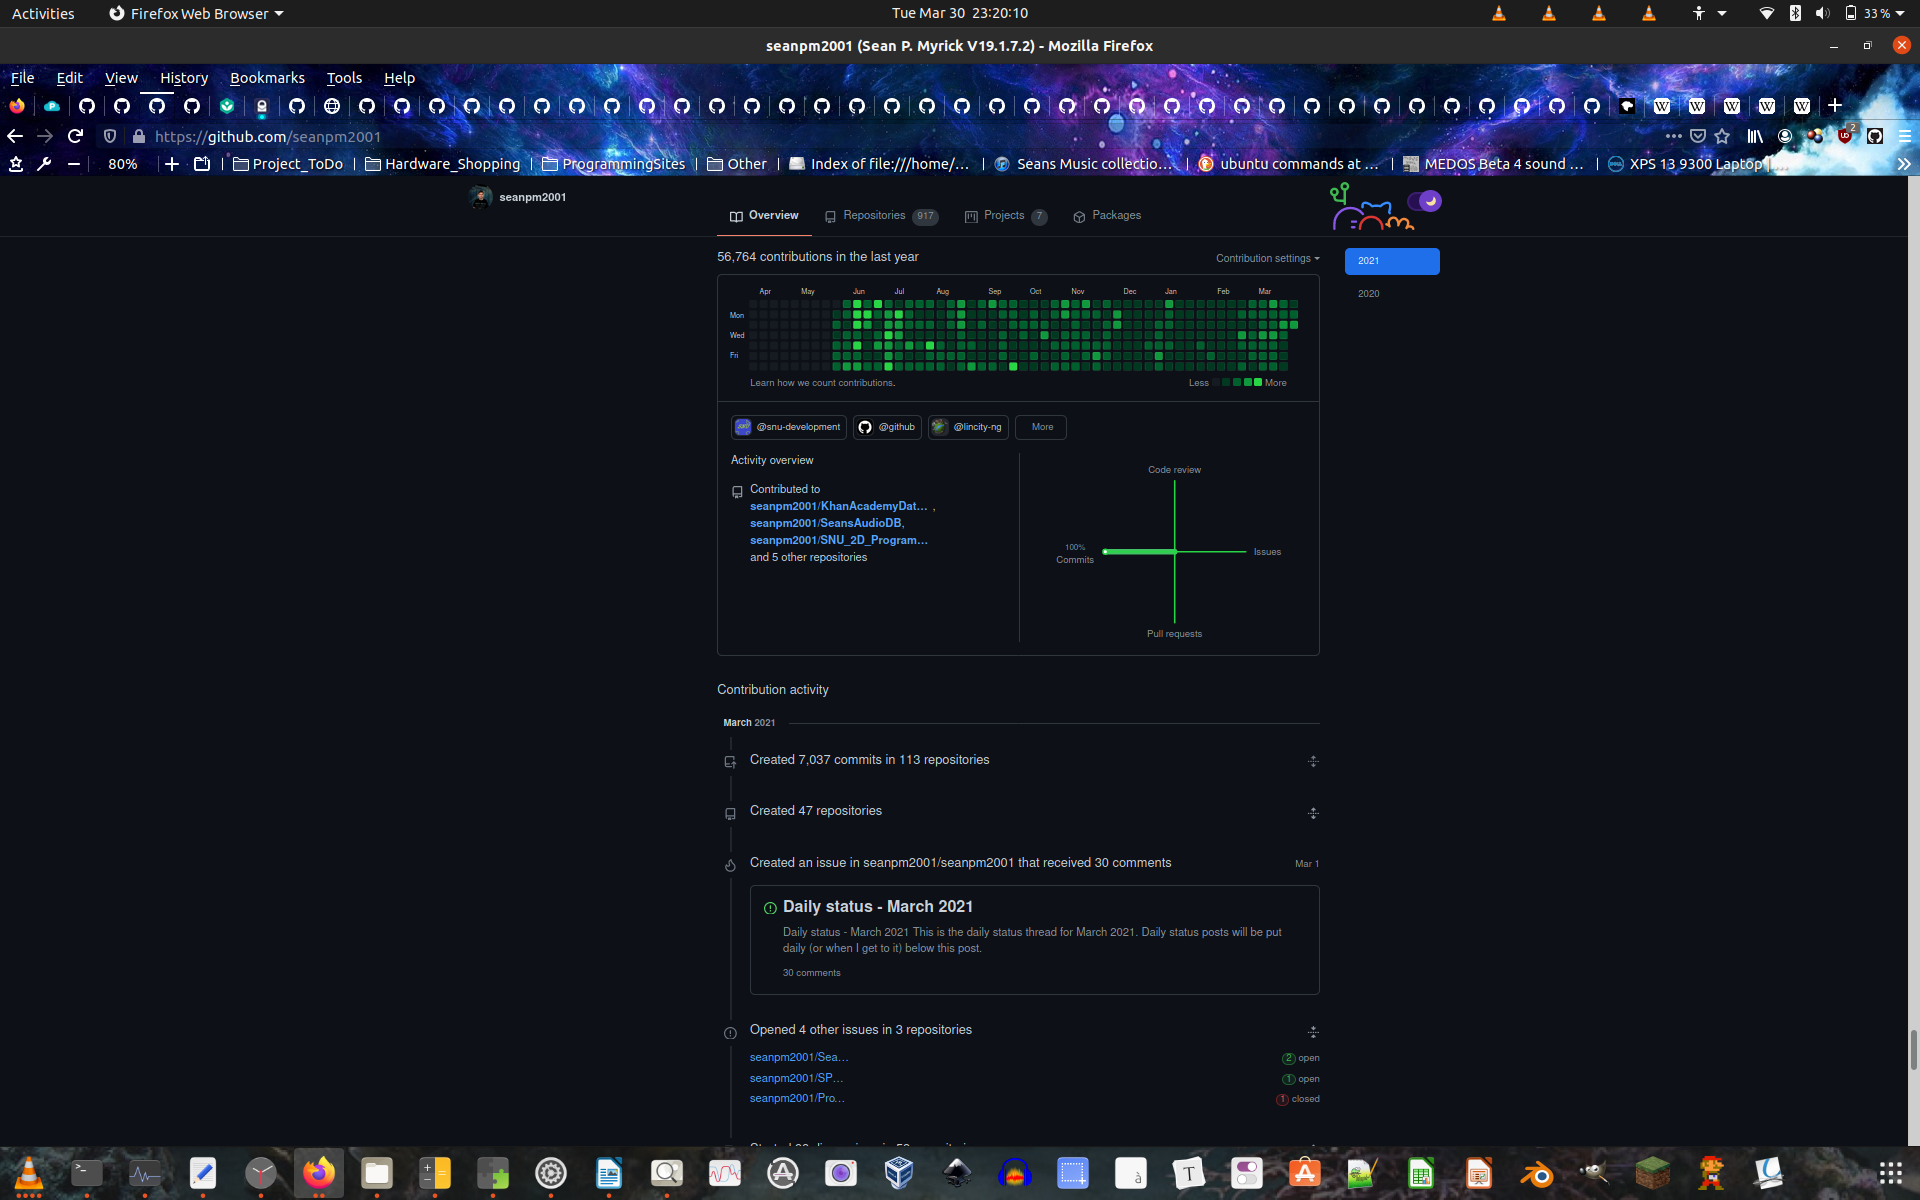 Activities Firefox Web Browser Tue Mar 30 23:20:10 33 %
seanpm2001 (Sean P. Myrick V19.1.7.2) - Mozilla Firefox
File Edit View History Bookmarks Tools Help
https://github.com/seanpm2001 2
80% Project_ToDo Hardware_Shopping ProgrammingSites Other Index of file:///home/... Seans Music collectio... ubuntu commands at ... MEDOS Beta 4 sound ... XPS 13 9300 Laptop
seanpm2001
Overview Repositories 917 Projects 7 Packages
56,764 contributions in the last year Contribution settings
2021
2020
Apr May Jun Jul Aug Sep Oct Nov Dec Jan Feb Mar
Mon
Wed
Fri
Learn how we count contributions. Less More
@snu-development @github @lincity-ng More
Activity overview
Contributed to
seanpm2001/KhanAcademyDat... ,
seanpm2001/SeansAudioDB,
seanpm2001/SNU_2D_Program...
and 5 other repositories
Code review
100%
Commits
Issues
Pull requests
Contribution activity
March 2021
Created 7,037 commits in 113 repositories
Created 47 repositories
Created an issue in seanpm2001/seanpm2001 that received 30 comments Mar 1
Daily status - March 2021
Daily status - March 2021 This is the daily status thread for March 2021. Daily status posts will be put
daily (or when I get to it) below this post.
30 comments
Opened 4 other issues in 3 repositories
seanpm2001/Sea... 2 open
seanpm2001/SP... 1 open
seanpm2001/Pro... 1 closed